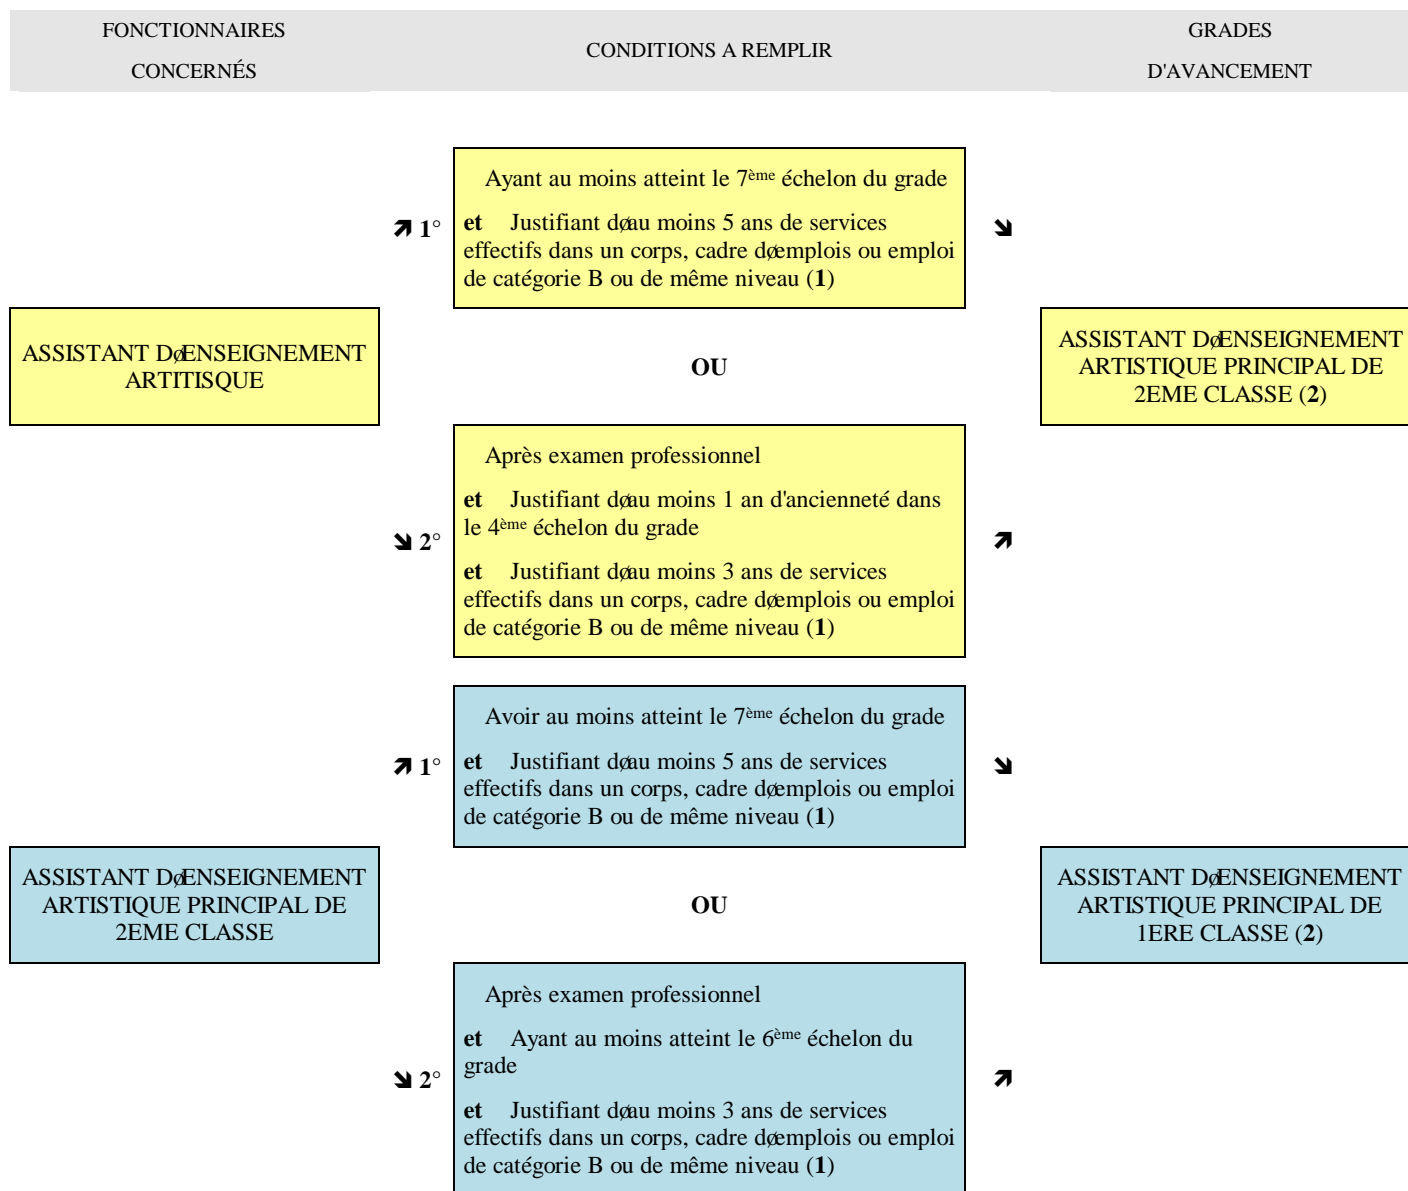 FONCTIONNAIRES
CONCERNÉS
CONDITIONS A REMPLIR
GRADES
D'AVANCEMENT
Ayant au moins atteint le 7ème échelon du grade
et Justifiant døau moins 5 ans de services
effectifs dans un corps, cadre døemplois ou emploi
de catégorie B ou de même niveau (1)
↗ 1°
↘
ASSISTANT DøENSEIGNEMENT
ARTITISQUE
OU
ASSISTANT DøENSEIGNEMENT
ARTISTIQUE PRINCIPAL DE
2EME CLASSE (2)
Après examen professionnel
et Justifiant døau moins 1 an d'ancienneté dans
le 4ème échelon du grade
↘ 2°
↗
et Justifiant døau moins 3 ans de services
effectifs dans un corps, cadre døemplois ou emploi
de catégorie B ou de même niveau (1)
Avoir au moins atteint le 7ème échelon du grade
↗ 1°
↘
et Justifiant døau moins 5 ans de services
effectifs dans un corps, cadre døemplois ou emploi
de catégorie B ou de même niveau (1)
ASSISTANT DøENSEIGNEMENT
ARTISTIQUE PRINCIPAL DE
2EME CLASSE
OU
ASSISTANT DøENSEIGNEMENT
ARTISTIQUE PRINCIPAL DE
1ERE CLASSE (2)
Après examen professionnel
et Ayant au moins atteint le 6ème échelon du
grade
↘ 2°
↗
et Justifiant døau moins 3 ans de services
effectifs dans un corps, cadre døemplois ou emploi
de catégorie B ou de même niveau (1)